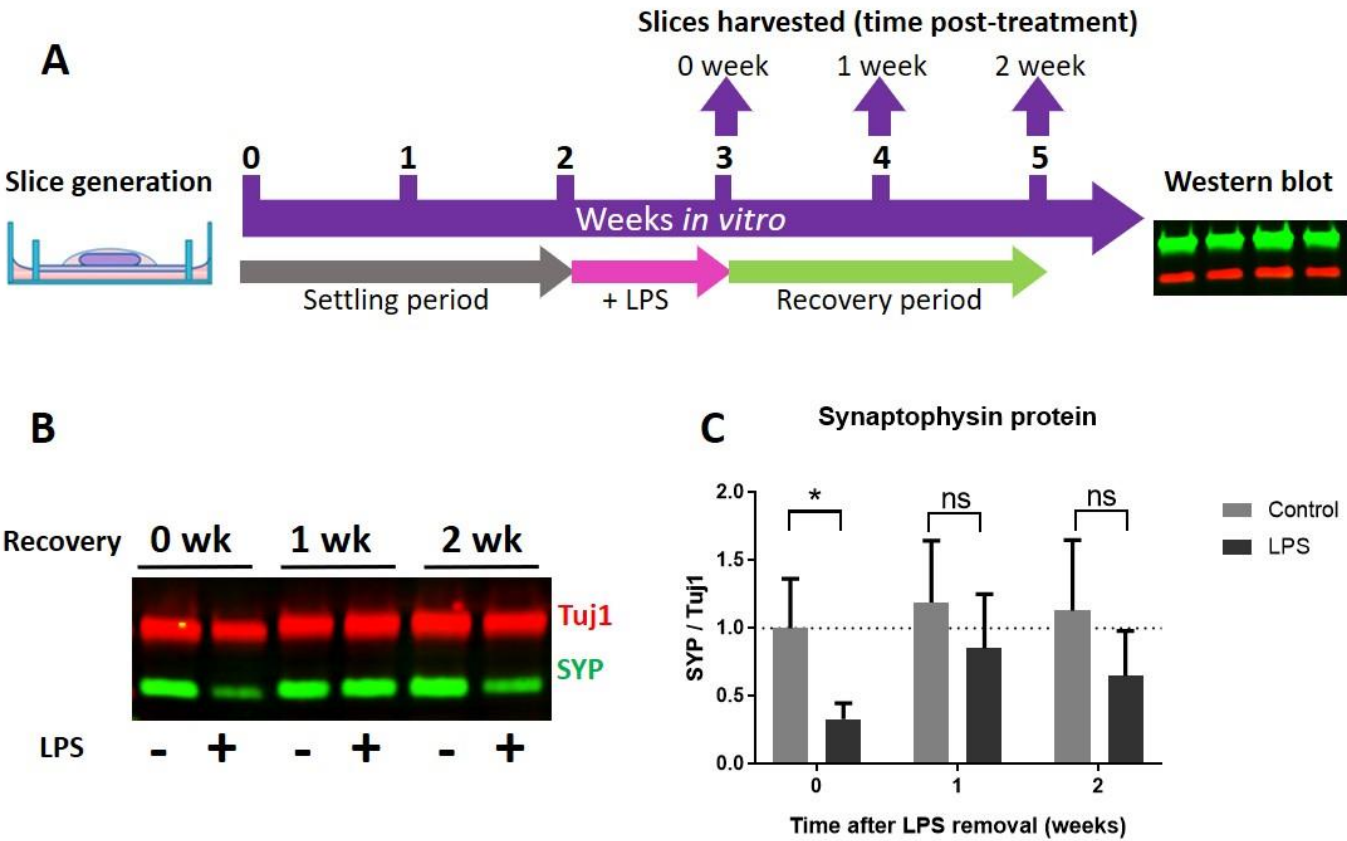 A
Slices harvested (time post-treatment)
0 week 1 week 2 week
0 1 2 3 4 5
Slice generation
Weeks in vitro
Western blot
Settling period + LPS Recovery period
B
Recovery 0 wk 1 wk 2 wk
Tuj1
SYP
LPS - + - + - +
C
Synaptophysin protein
2.0
1.5
1.0
0.5
0.0
SYP / Tuj1
* ns ns
Control
LPS
0 1 2
Time after LPS removal (weeks)